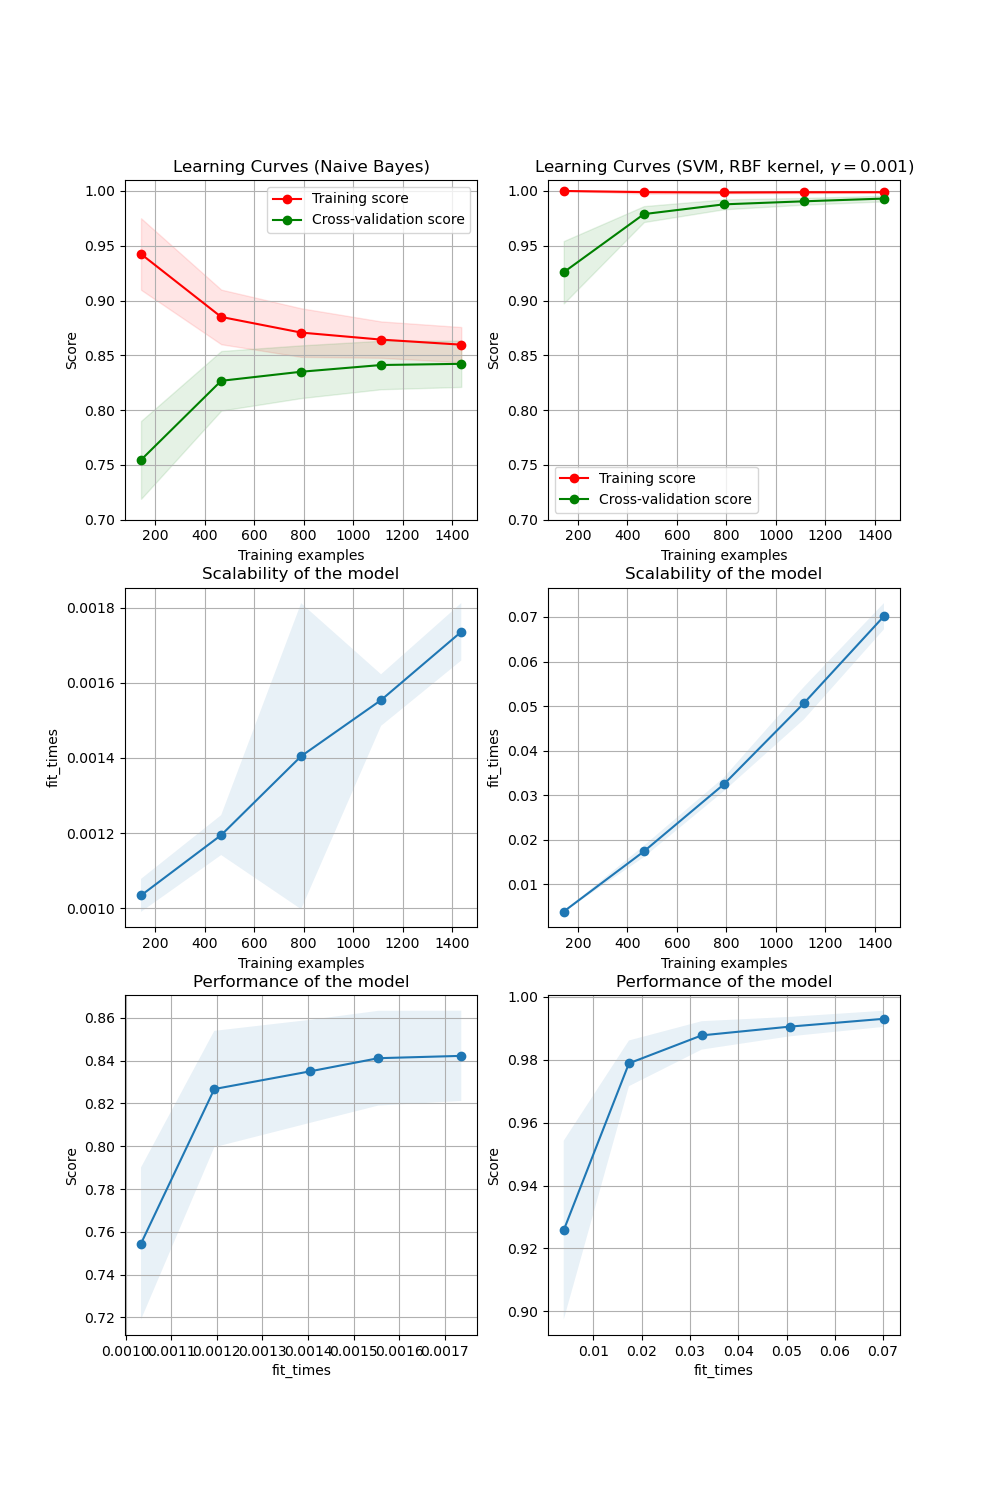 Learning Curves (Naive Bayes)
Learning Curves (SVM, RBF kernel, γ = 0.001)
1.00
0.95
0.90
0.85
0.80
0.75
0.70
Score
Training score
Cross-validation score
200 400 600 800 1000 1200 1400
Training examples
1.00
0.95
0.90
0.85
0.80
0.75
0.70
Score
Training score
Cross-validation score
200 400 600 800 1000 1200 1400
Training examples
Scalability of the model
0.0018
0.0016
0.0014
0.0012
0.0010
fit_times
200 400 600 800 1000 1200 1400
Training examples
Scalability of the model
0.07
0.06
0.05
0.04
0.03
0.02
0.01
fit_times
200 400 600 800 1000 1200 1400
Training examples
Performance of the model
0.86
0.84
0.82
0.80
0.78
0.76
0.74
0.72
Score
0.0010 0.0011 0.0012 0.0013 0.0014 0.0015 0.0016 0.0017
fit_times
Performance of the model
1.00
0.98
0.96
0.94
0.92
0.90
Score
0.01 0.02 0.03 0.04 0.05 0.06 0.07
fit_times